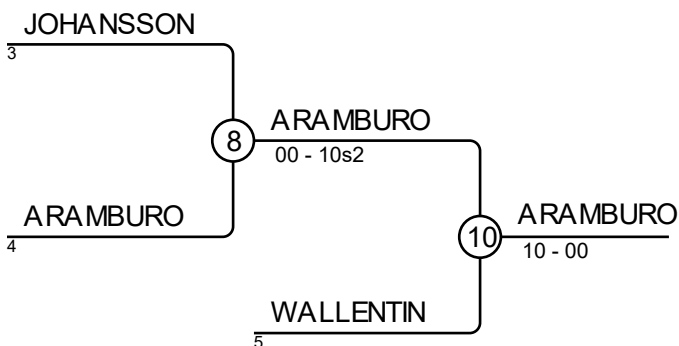 JOHANSSON
3
8
ARAMBURO
00 - 10s2
ARAMBURO
4
10
ARAMBURO
10 - 00
WALLENTIN
5